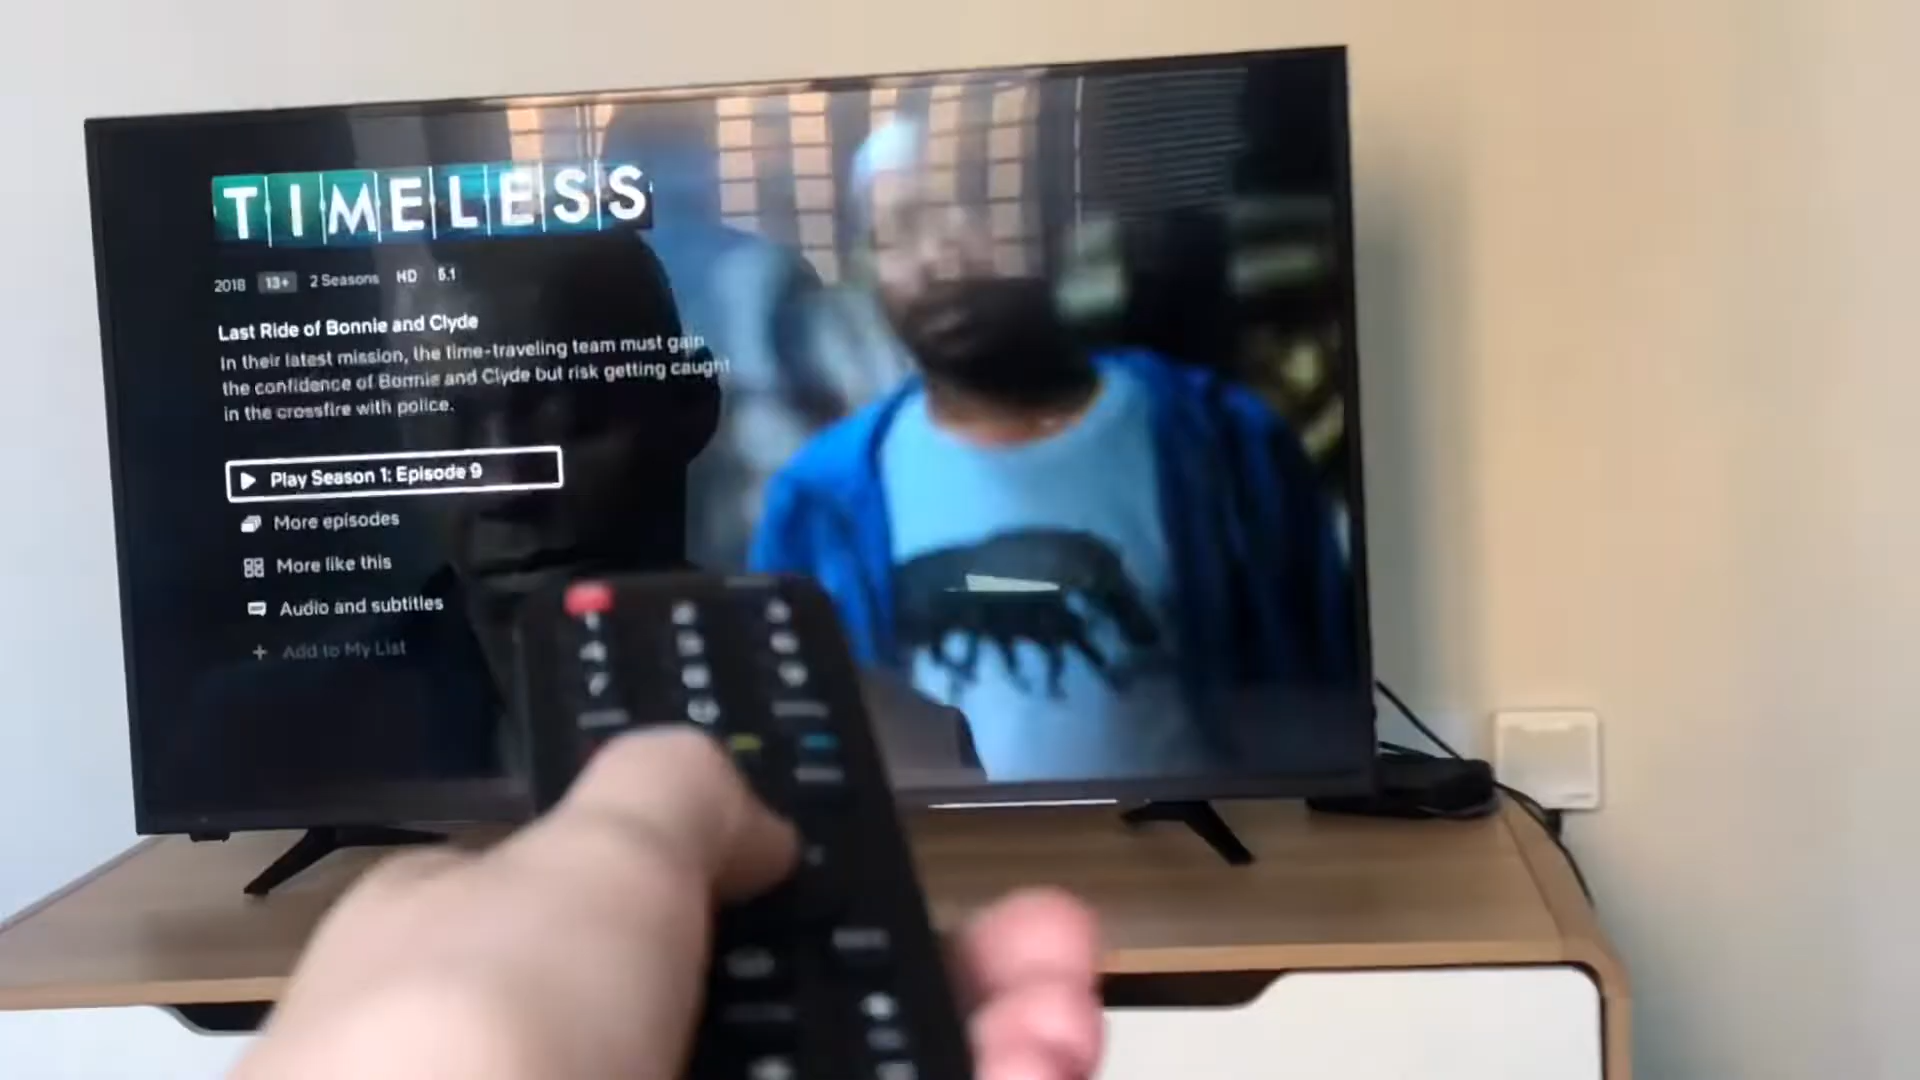 TIMELESS
2018 13+ 2 Seasons HD 5.1
Last Ride of Bonnie and Clyde
In their latest mission, the time-traveling team must gain
the confidence of Bonnie and Clyde but risk getting caught
in the crossfire with police.
Play Season 1: Episode 9
More episodes
More like this
Audio and subtitles
+ Add to My List